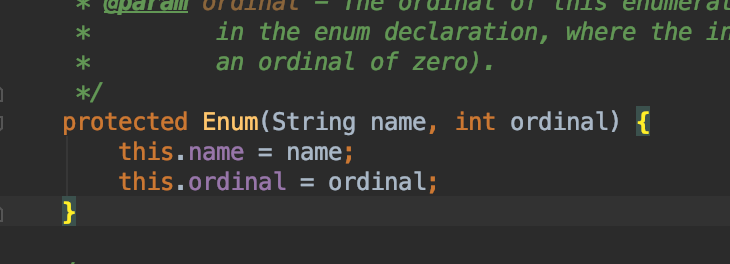 * @param ordinal – The ordinal of this enumerat
* in the enum declaration, where the in
* an ordinal of zero).
*/
protected Enum(String name, int ordinal) {
this.name = name;
this.ordinal = ordinal;
}